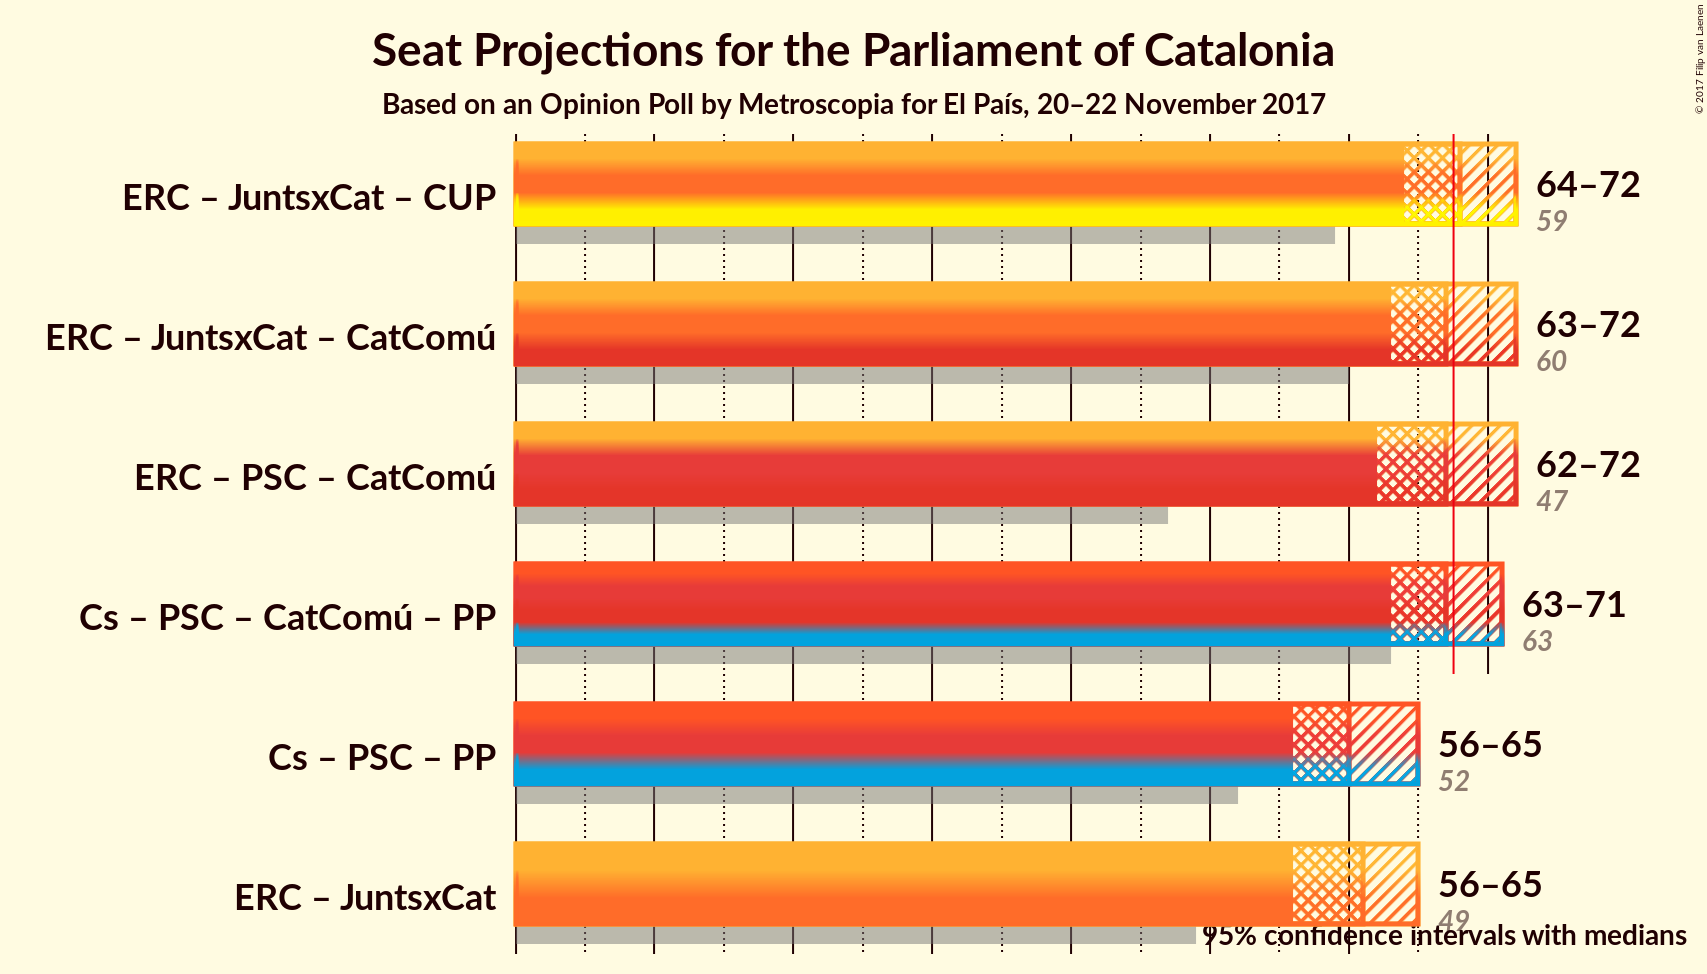 Seat Projections for the Parliament of Catalonia
Based on an Opinion Poll by Metroscopia for El País, 20–22 November 2017
© 2017 Filip van Laenen
ERC – JuntsxCat – CUP
64–72
59
ERC – JuntsxCat – CatComú
63–72
60
ERC – PSC – CatComú
62–72
47
Cs – PSC – CatComú – PP
63–71
63
Cs – PSC – PP
56–65
52
ERC – JuntsxCat
56–65
49
95% confidence intervals with medians